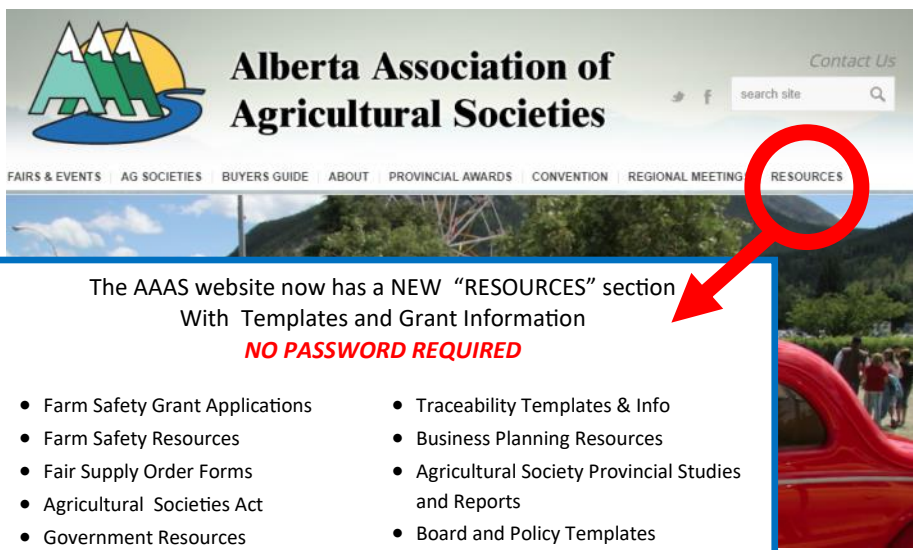 Alberta Association of
Agricultural Societies
Contact Us
search site
FAIRS & EVENTS AG SOCIETIES BUYERS GUIDE ABOUT PROVINCIAL AWARDS CONVENTION REGIONAL MEETINGS RESOURCES
The AAAS website now has a NEW “RESOURCES” section
With Templates and Grant Information
NO PASSWORD REQUIRED
• Farm Safety Grant Applications
• Farm Safety Resources
• Fair Supply Order Forms
• Agricultural Societies Act
• Government Resources
• Traceability Templates & Info
• Business Planning Resources
• Agricultural Society Provincial Studies
and Reports
• Board and Policy Templates